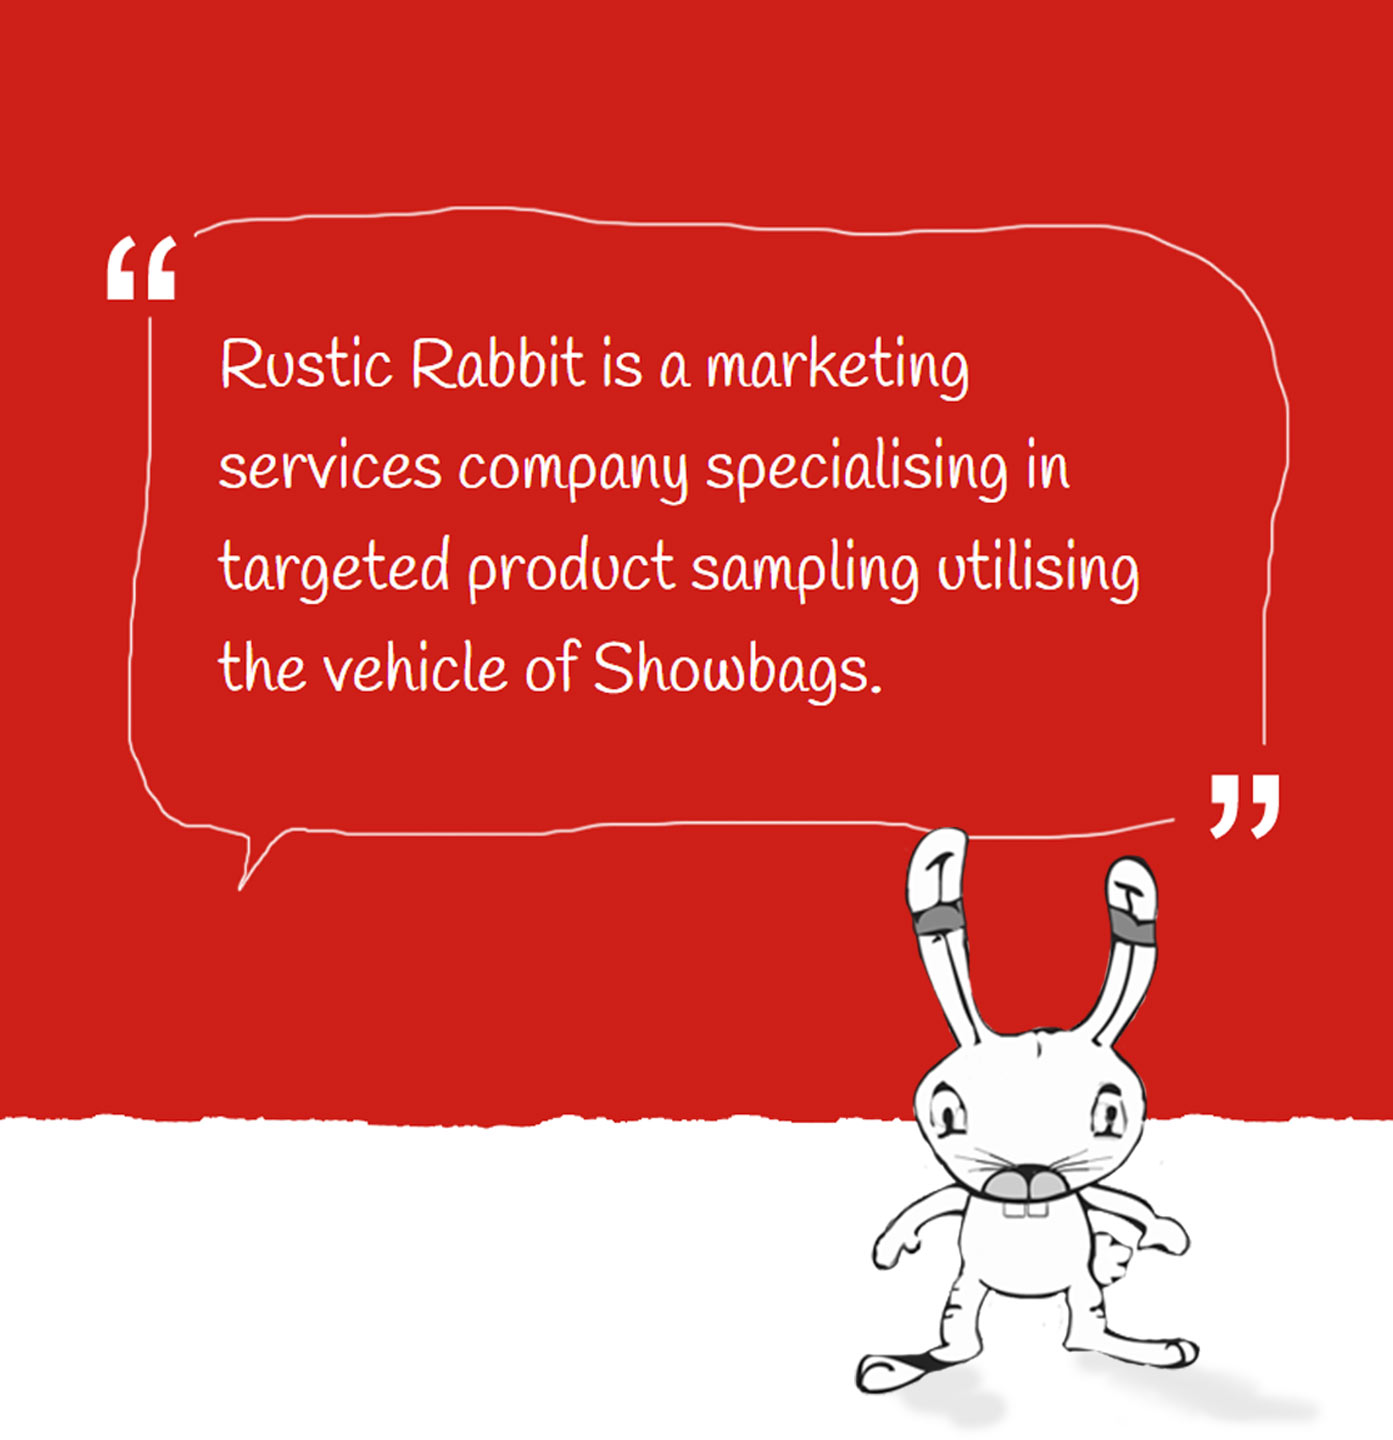 “
Rustic Rabbit is a marketing
services company specialising in
targeted product sampling utilising
the vehicle of Showbags.
”